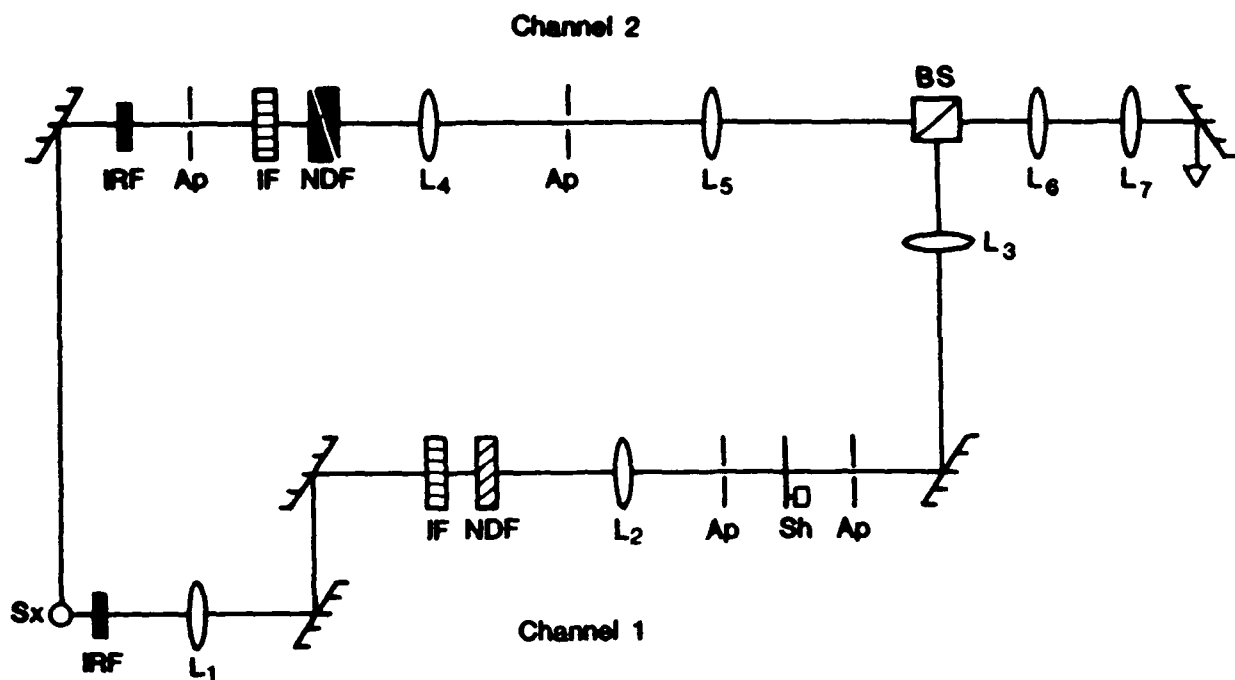 Channel 2
BS
IRF Ap IF NDF L4 Ap L5 L6 L7
L3
IF NDF L2 Ap Sh Ap
Sx
IRF L1
Channel 1